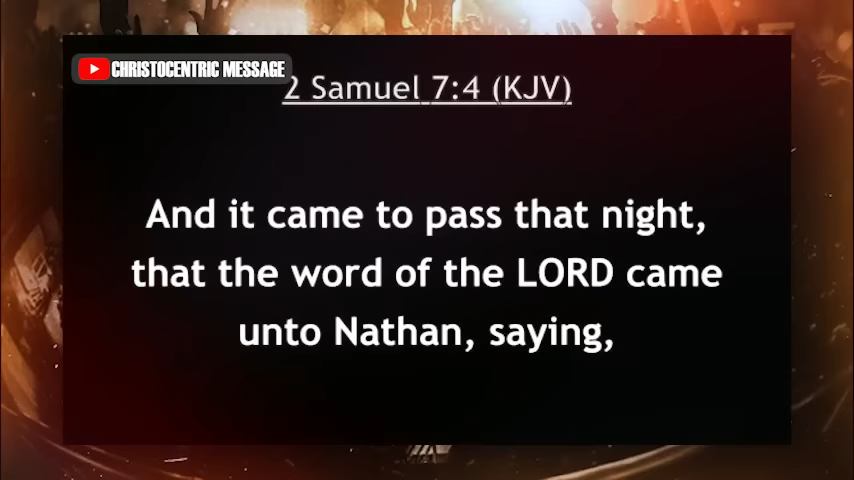 CHRISTOCENTRIC MESSAGE
2 Samuel 7:4 (KJV)
And it came to pass that night,
that the word of the LORD came
unto Nathan, saying,